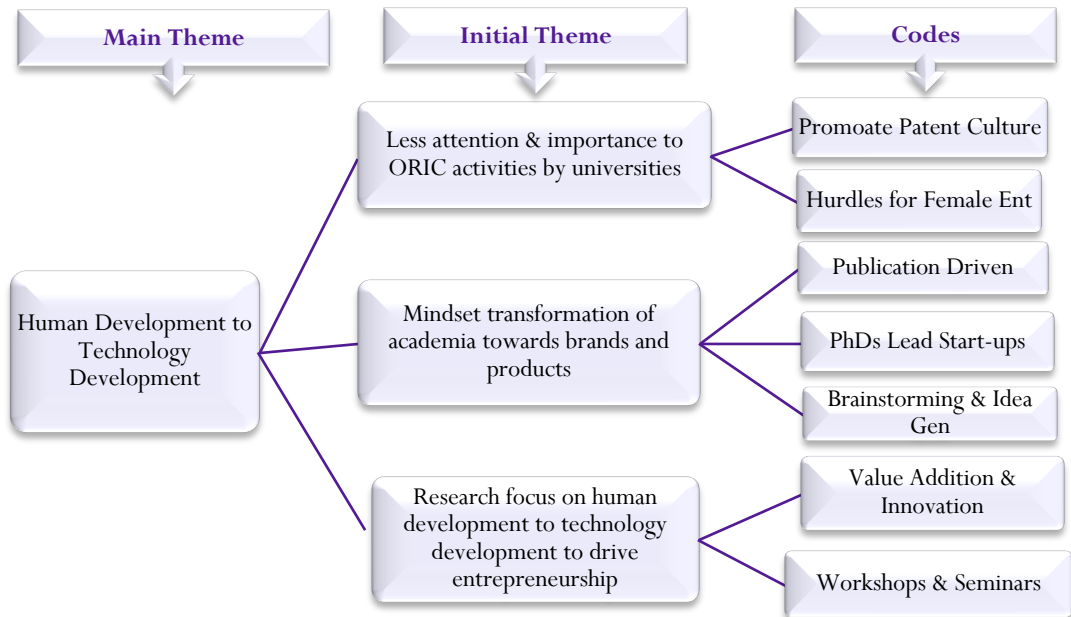 Main Theme
Initial Theme
Codes
Human Development to
Technology
Development
Less attention & importance to
ORIC activities by universities
Promoate Patent Culture
Hurdles for Female Ent
Mindset transformation of
academia towards brands and
products
Publication Driven
PhDs Lead Start-ups
Brainstorming & Idea
Gen
Research focus on human
development to technology
development to drive
entrepreneurship
Value Addition &
Innovation
Workshops & Seminars